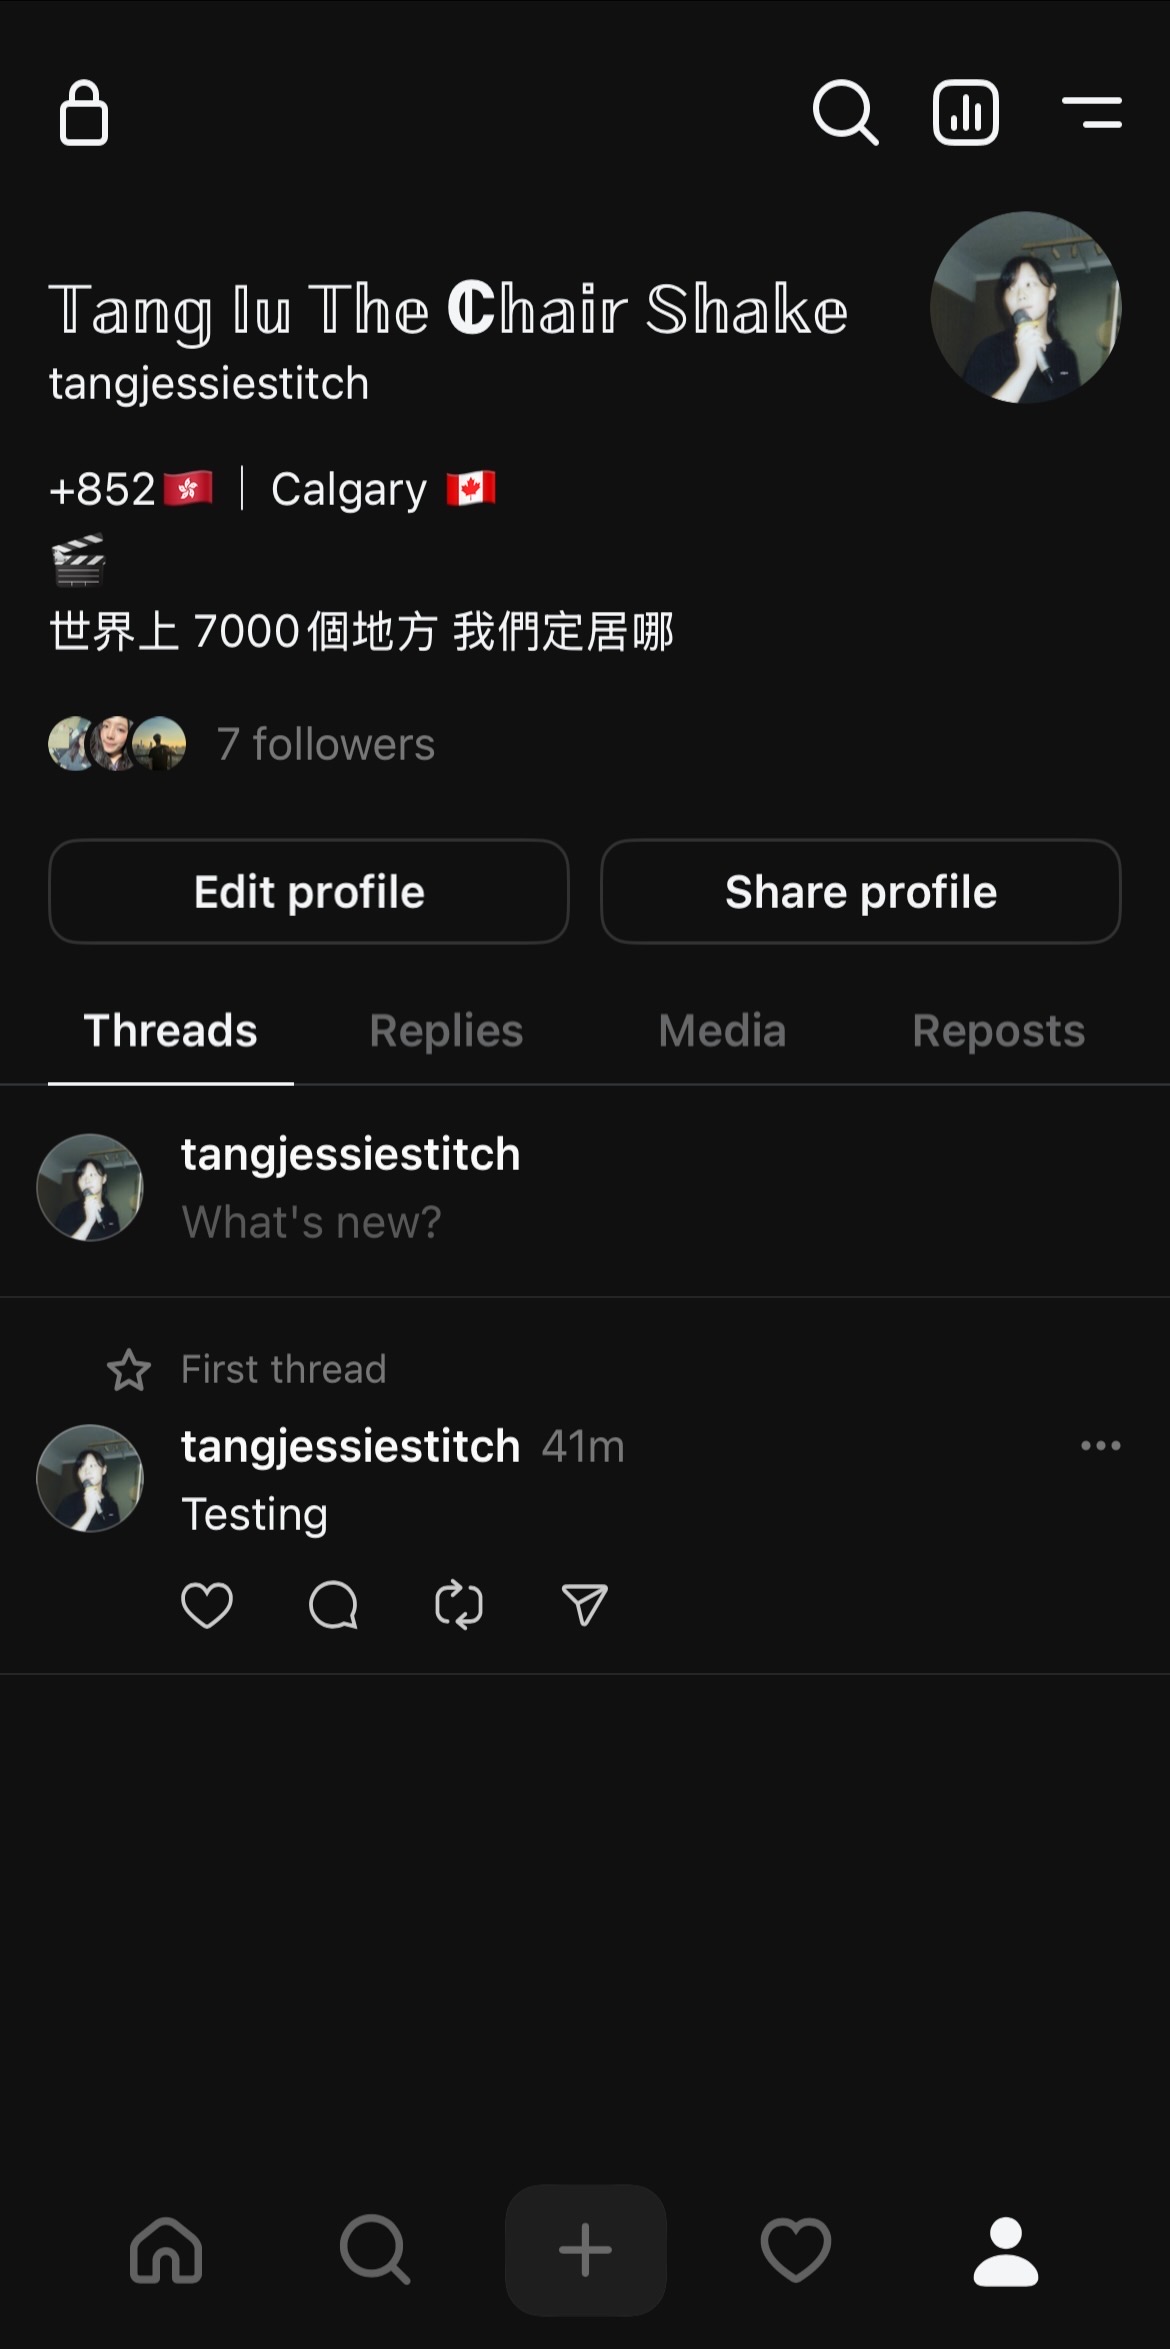 𝕋ang 𝕀u 𝕋he ℂhair 𝕊hake
tangjessiestitch
+852🇭🇰 | Calgary 🇨🇦
🎬
世界上 7000個地方 我們定居哪
7 followers
Edit profile
Share profile
Threads
Replies
Media
Reposts
tangjessiestitch
What's new?
First thread
tangjessiestitch 41m
Testing